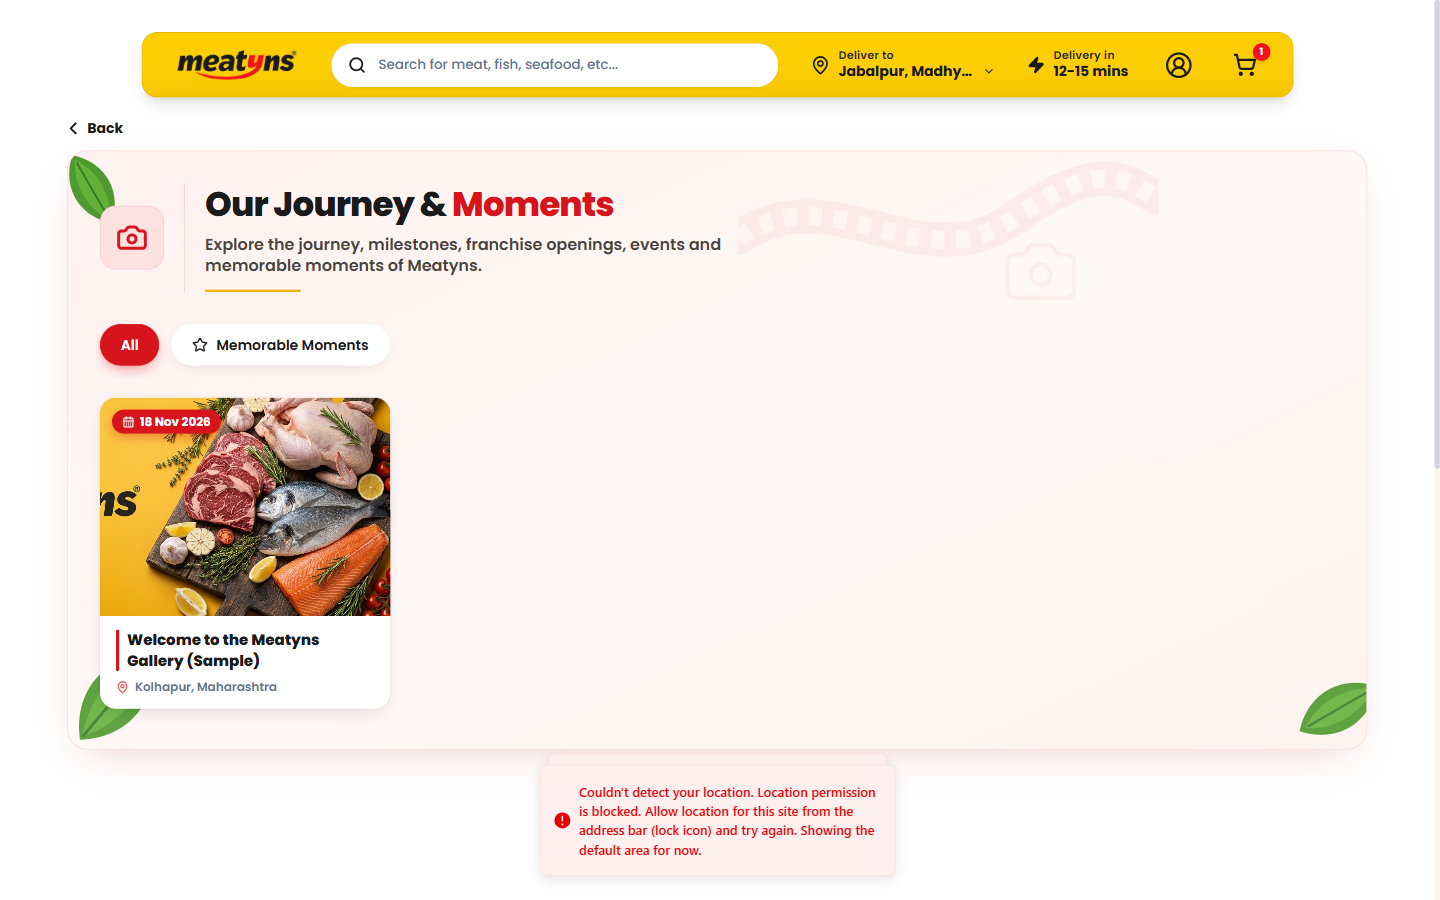 meatyns®
Search for meat, fish, seafood, etc...
Deliver to
Jabalpur, Madhy...
Delivery in
12-15 mins
1
Back
Our Journey & Moments
Explore the journey, milestones, franchise openings, events and
memorable moments of Meatyns.
All
Memorable Moments
18 Nov 2026
ns®
Welcome to the Meatyns
Gallery (Sample)
Kolhapur, Maharashtra
Couldn't detect your location. Location permission
is blocked. Allow location for this site from the
address bar (lock icon) and try again. Showing the
default area for now.